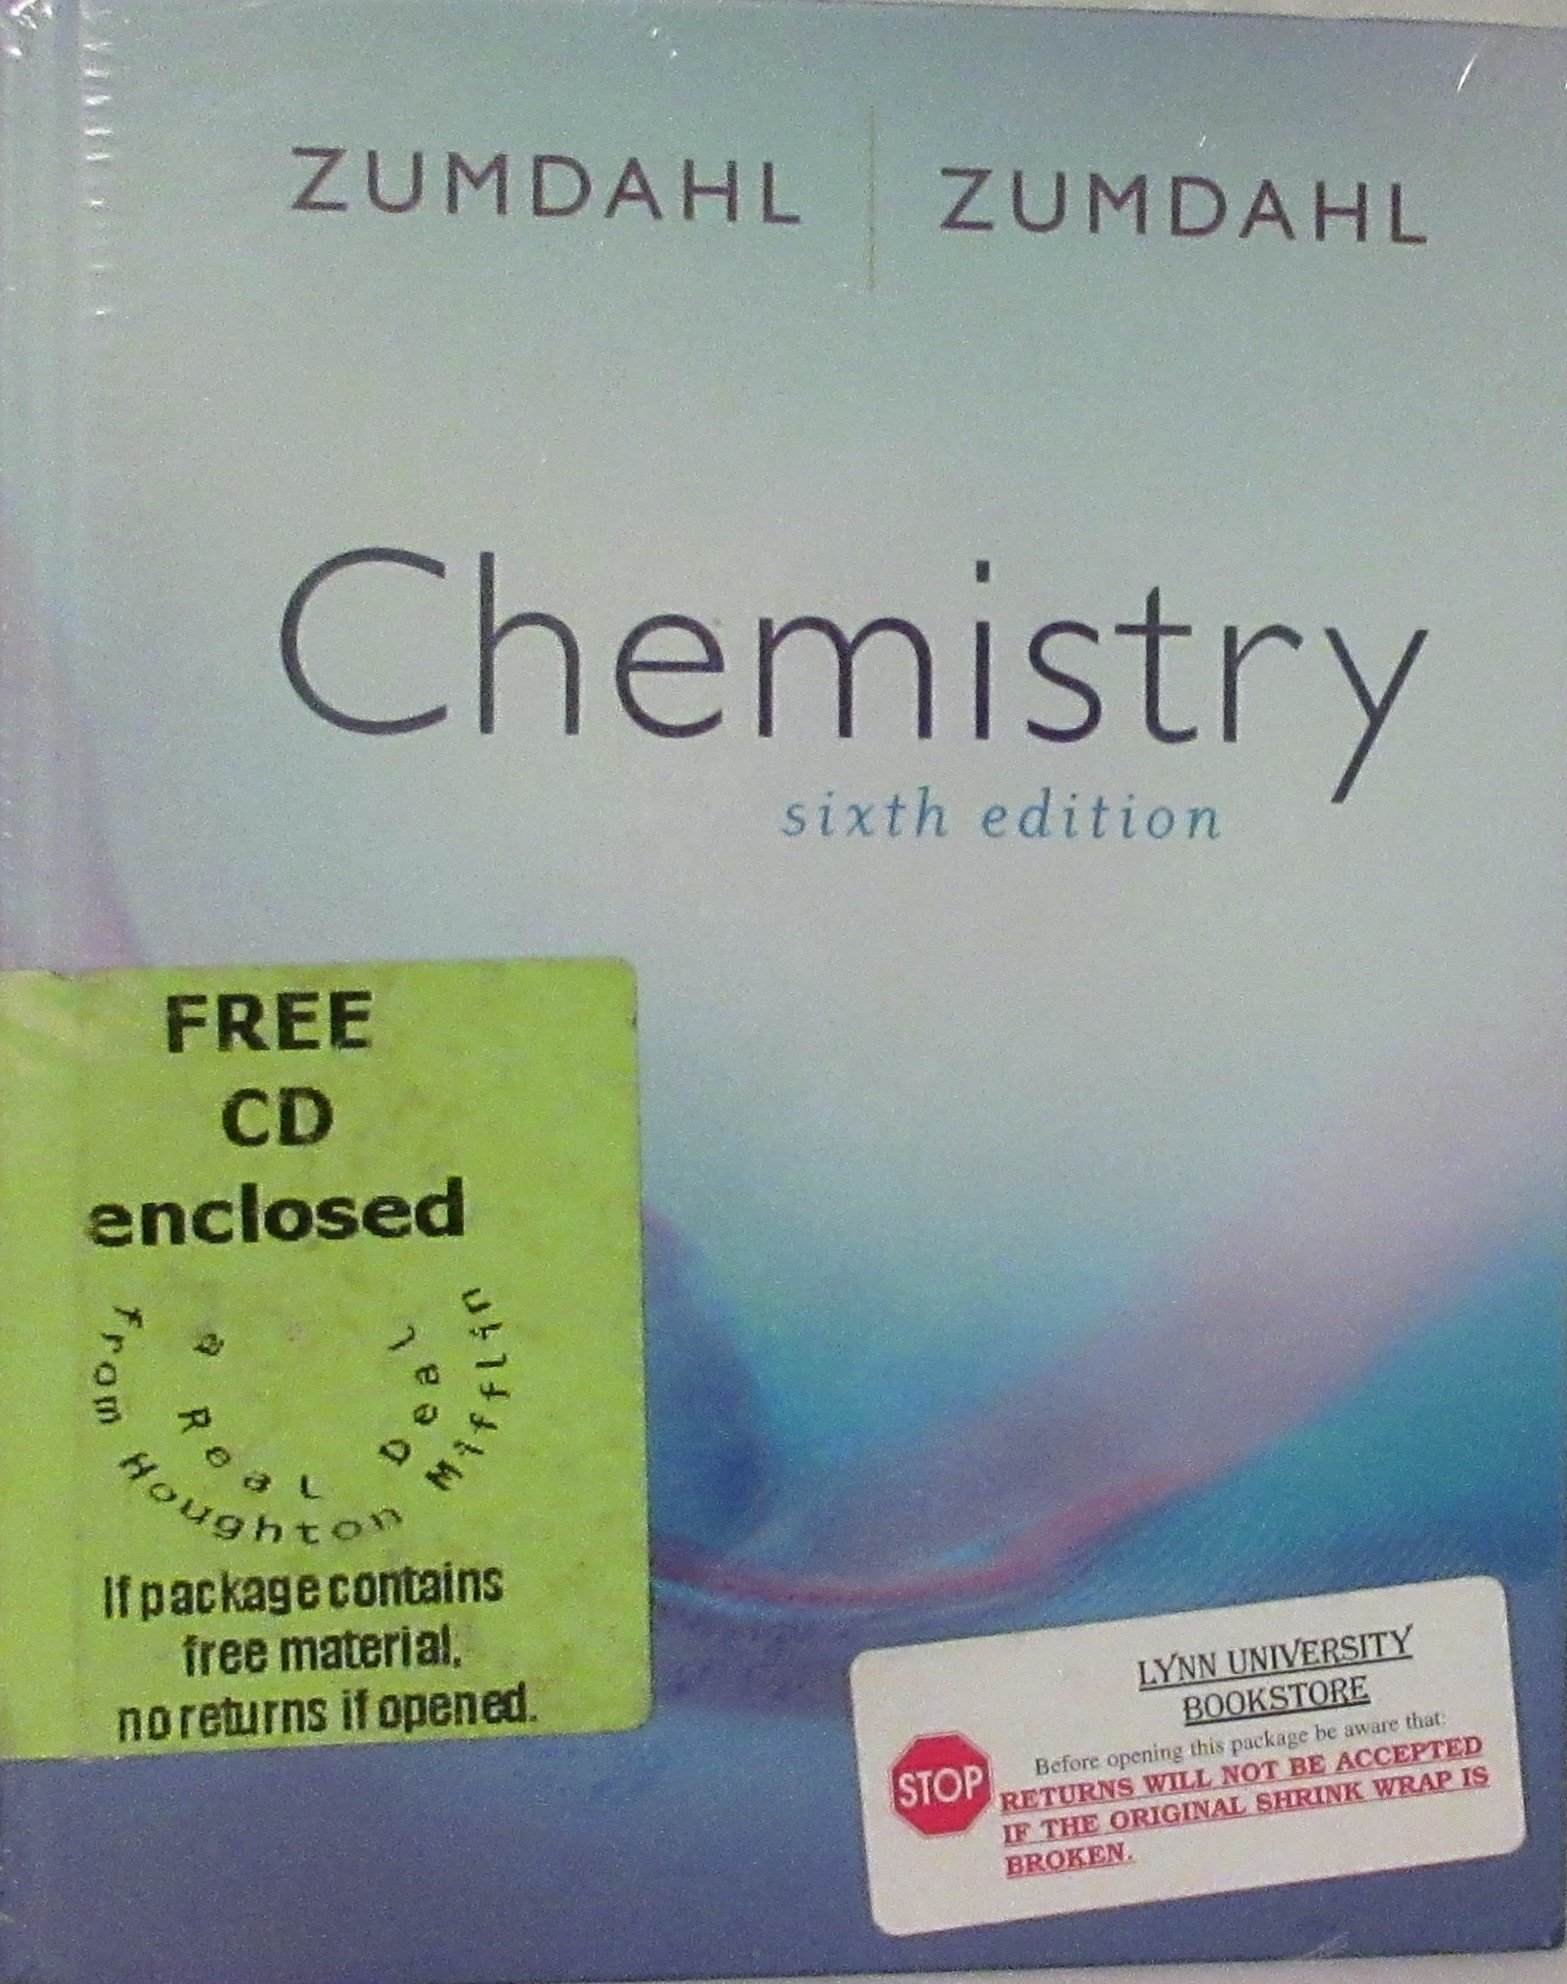 ZUMDAHL | ZUMDAHL
Chemistry
sixth edition
FREE
CD
enclosed
a Real Deal
from Houghton Mifflin
If package contains
free material,
no returns if opened.
LYNN UNIVERSITY
BOOKSTORE
Before opening this package be aware that:
STOP
RETURNS WILL NOT BE ACCEPTED
IF THE ORIGINAL SHRINK WRAP IS
BROKEN.